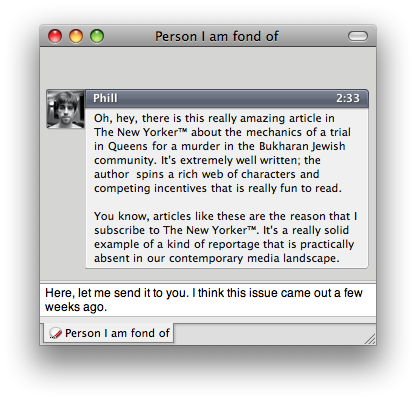 Person I am fond of
Phill 2:33
Oh, hey, there is this really amazing article in
The New Yorker™ about the mechanics of a trial
in Queens for a murder in the Bukharan Jewish
community. It's extremely well written; the
author  spins a rich web of characters and
competing incentives that is really fun to read.
You know, articles like these are the reason that I
subscribe to The New Yorker™. It's a really solid
example of a kind of reportage that is practically
absent in our contemporary media landscape.
Here, let me send it to you. I think this issue came out a few
weeks ago.
Person I am fond of